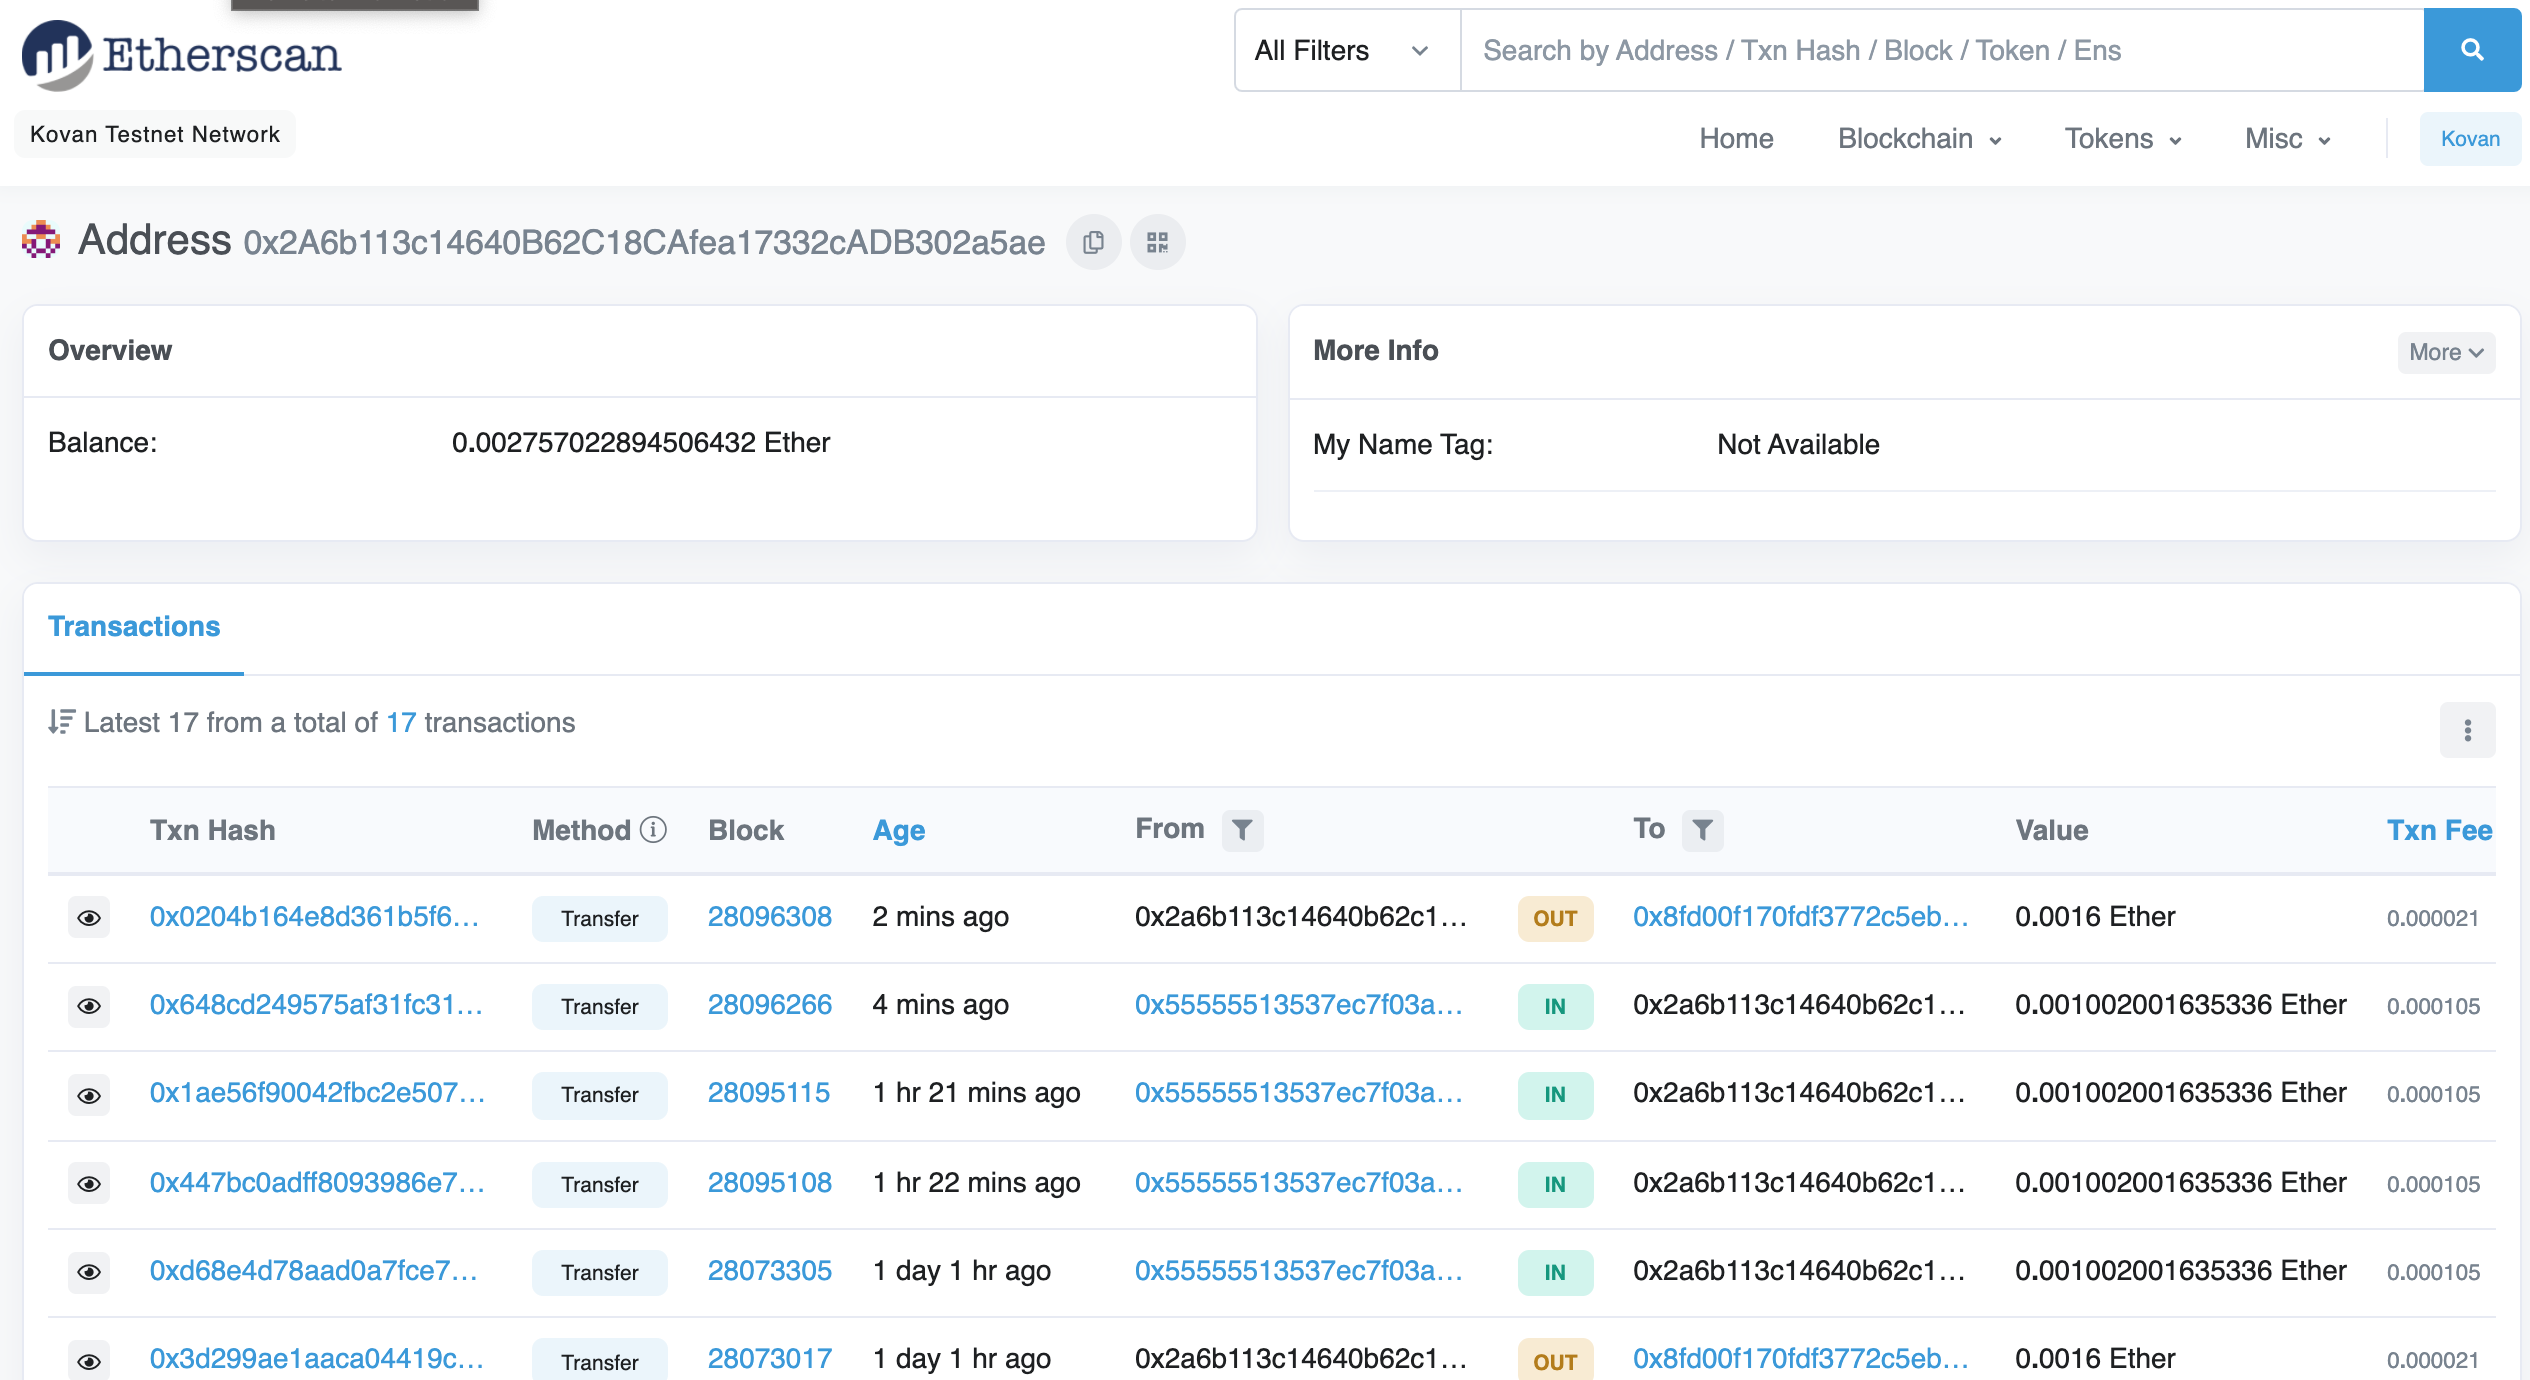 Etherscan
All Filters
Search by Address / Txn Hash / Block / Token / Ens
Kovan Testnet Network
Home Blockchain Tokens Misc Kovan
Address 0x2A6b113c14640B62C18CAfea17332cADB302a5ae
Overview
Balance: 0.002757022894506432 Ether
More Info
More
My Name Tag: Not Available
Transactions
Latest 17 from a total of 17 transactions
Txn Hash Method Block Age From To Value Txn Fee
0x0204b164e8d361b5f6... Transfer 28096308 2 mins ago 0x2a6b113c14640b62c1... OUT 0x8fd00f170fdf3772c5eb... 0.0016 Ether 0.000021
0x648cd249575af31fc31... Transfer 28096266 4 mins ago 0x55555513537ec7f03a... IN 0x2a6b113c14640b62c1... 0.001002001635336 Ether 0.000105
0x1ae56f90042fbc2e507... Transfer 28095115 1 hr 21 mins ago 0x55555513537ec7f03a... IN 0x2a6b113c14640b62c1... 0.001002001635336 Ether 0.000105
0x447bc0adff8093986e7... Transfer 28095108 1 hr 22 mins ago 0x55555513537ec7f03a... IN 0x2a6b113c14640b62c1... 0.001002001635336 Ether 0.000105
0xd68e4d78aad0a7fce7... Transfer 28073305 1 day 1 hr ago 0x55555513537ec7f03a... IN 0x2a6b113c14640b62c1... 0.001002001635336 Ether 0.000105
0x3d299ae1aaca04419c... Transfer 28073017 1 day 1 hr ago 0x2a6b113c14640b62c1... OUT 0x8fd00f170fdf3772c5eb... 0.0016 Ether 0.000021